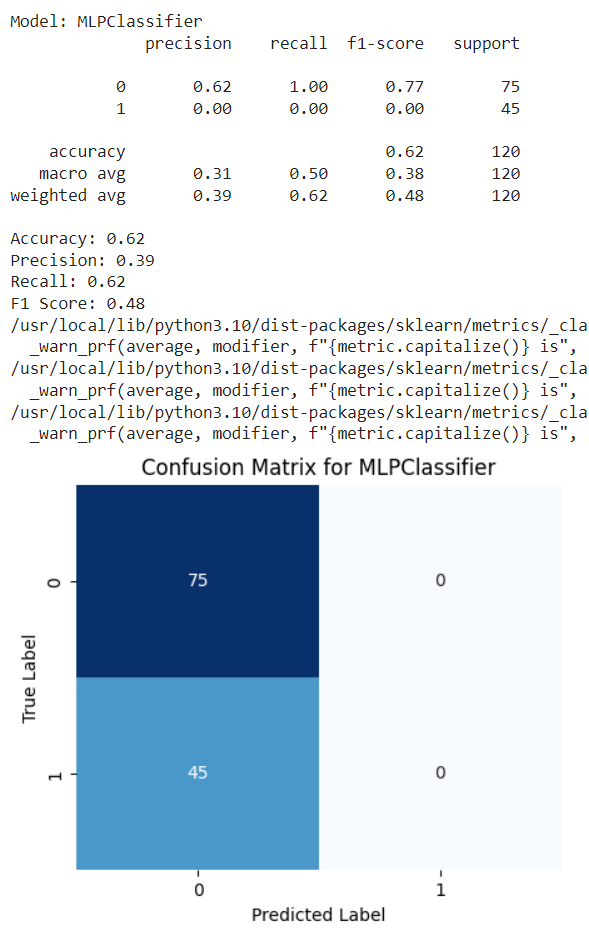 Model: MLPClassifier
precision recall f1-score support
0 0.62 1.00 0.77 75
1 0.00 0.00 0.00 45
accuracy 0.62 120
macro avg 0.31 0.50 0.38 120
weighted avg 0.39 0.62 0.48 120
Accuracy: 0.62
Precision: 0.39
Recall: 0.62
F1 Score: 0.48
/usr/local/lib/python3.10/dist-packages/sklearn/metrics/_cla
_warn_prf(average, modifier, f"{metric.capitalize()} is",
/usr/local/lib/python3.10/dist-packages/sklearn/metrics/_cla
_warn_prf(average, modifier, f"{metric.capitalize()} is",
/usr/local/lib/python3.10/dist-packages/sklearn/metrics/_cla
_warn_prf(average, modifier, f"{metric.capitalize()} is",
Confusion Matrix for MLPClassifier
True Label
0 75 0
1 45 0
0 1
Predicted Label